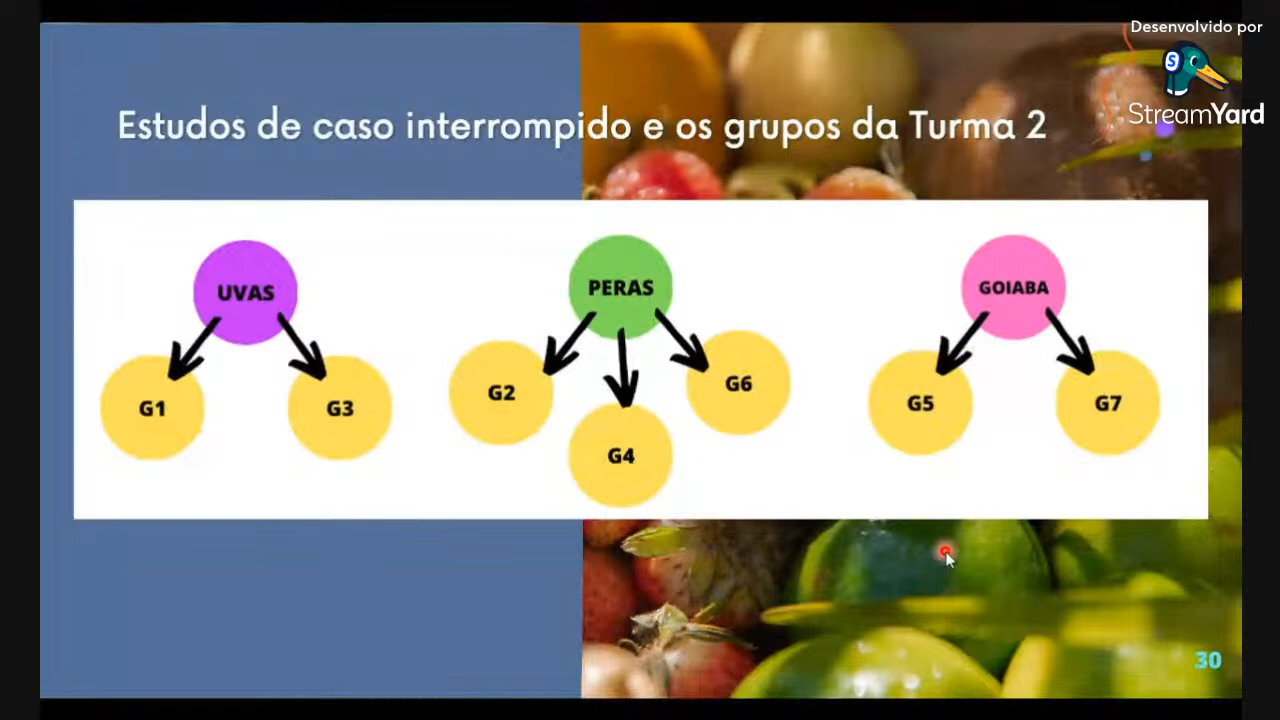 Desenvolvido por
StreamYard
Estudos de caso interrompido e os grupos da Turma 2
UVAS
PERAS
GOIABA
G1
G3
G2
G4
G6
G5
G7
30